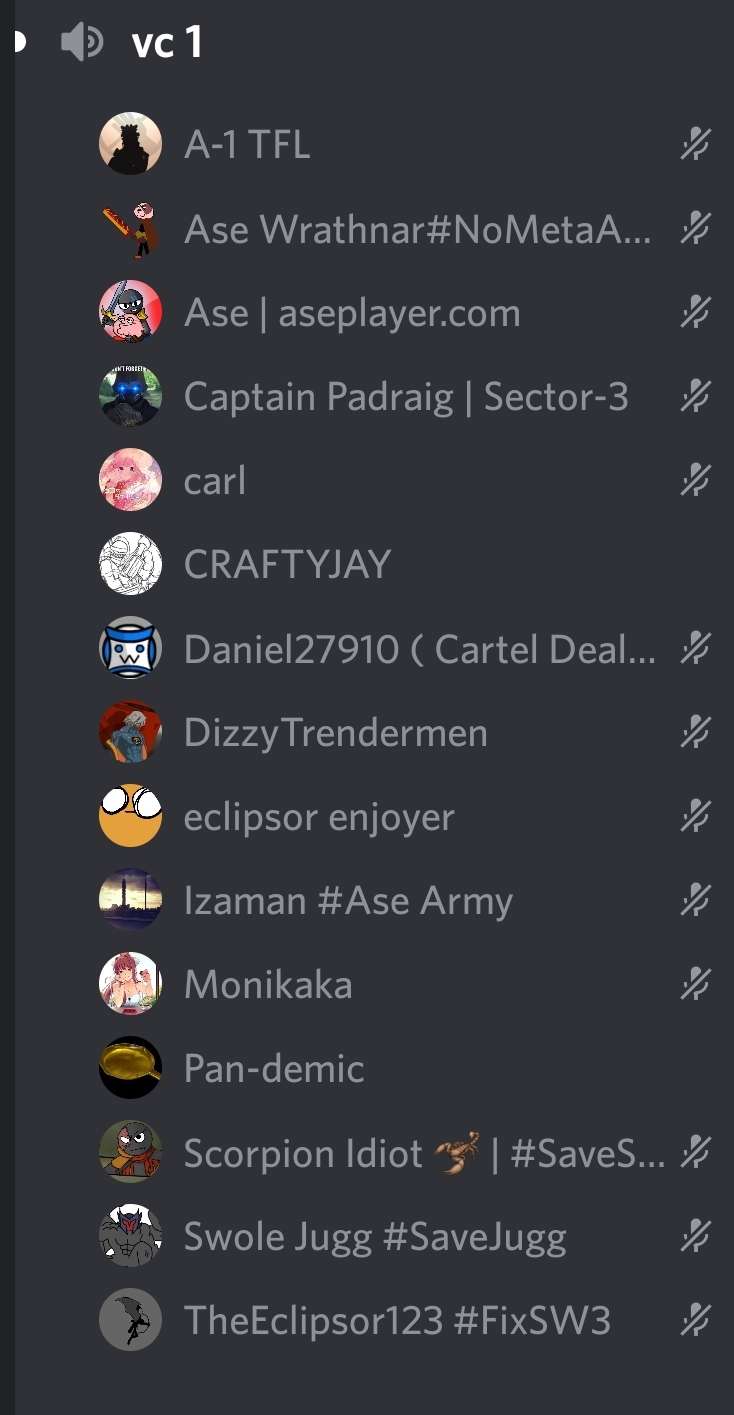 vc 1
A-1 TFL
Ase Wrathnar#NoMetaA...
Ase | aseplayer.com
Captain Padraig | Sector-3
carl
CRAFTYJAY
Daniel27910 ( Cartel Deal...
DizzyTrendermen
eclipsor enjoyer
Izaman #Ase Army
Monikaka
Pan-demic
Scorpion Idiot 🦂 | #SaveS...
Swole Jugg #SaveJugg
TheEclipsor123 #FixSW3